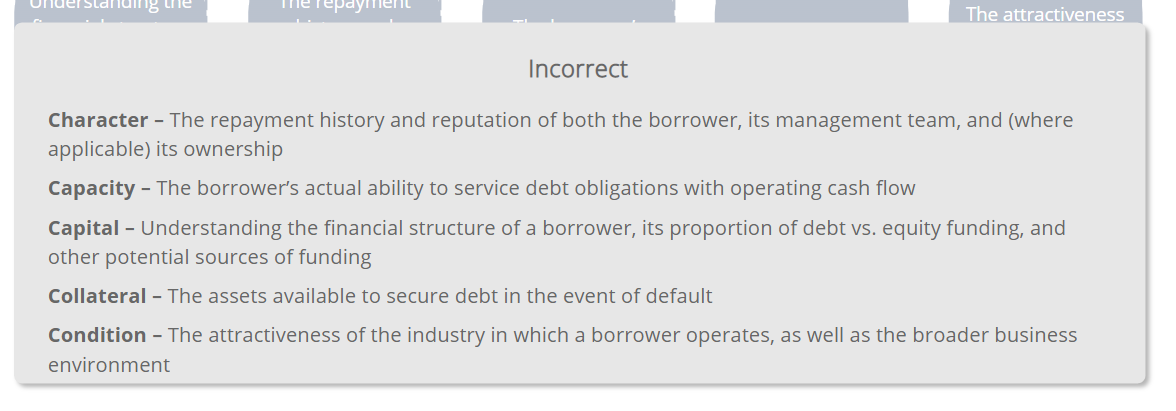 Understanding the
The repayment
The attractiveness
Incorrect
Character – The repayment history and reputation of both the borrower, its management team, and (where
applicable) its ownership
Capacity – The borrower’s actual ability to service debt obligations with operating cash flow
Capital – Understanding the financial structure of a borrower, its proportion of debt vs. equity funding, and
other potential sources of funding
Collateral – The assets available to secure debt in the event of default
Condition – The attractiveness of the industry in which a borrower operates, as well as the broader business
environment